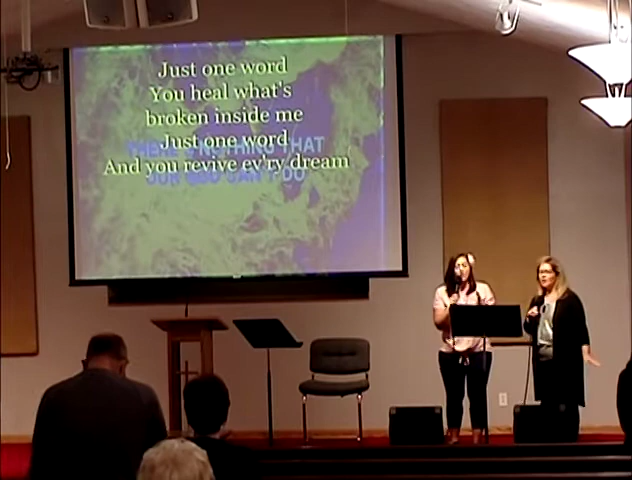 Just one word
You heal what's
broken inside me
Just one word
THERE'S NOTHING THAT
And you revive ev'ry dream
OUR GOD CAN'T DO